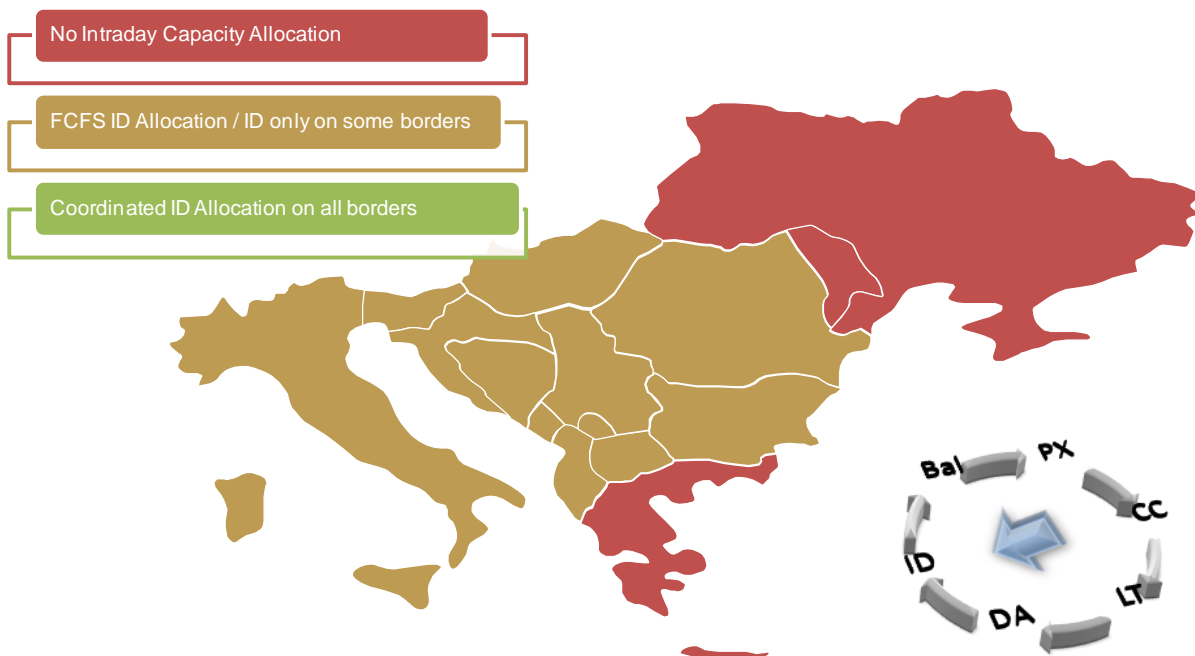 No Intraday Capacity Allocation
FCFS ID Allocation / ID only on some borders
Coordinated ID Allocation on all borders
Bal
PX
CC
LT
DA
ID